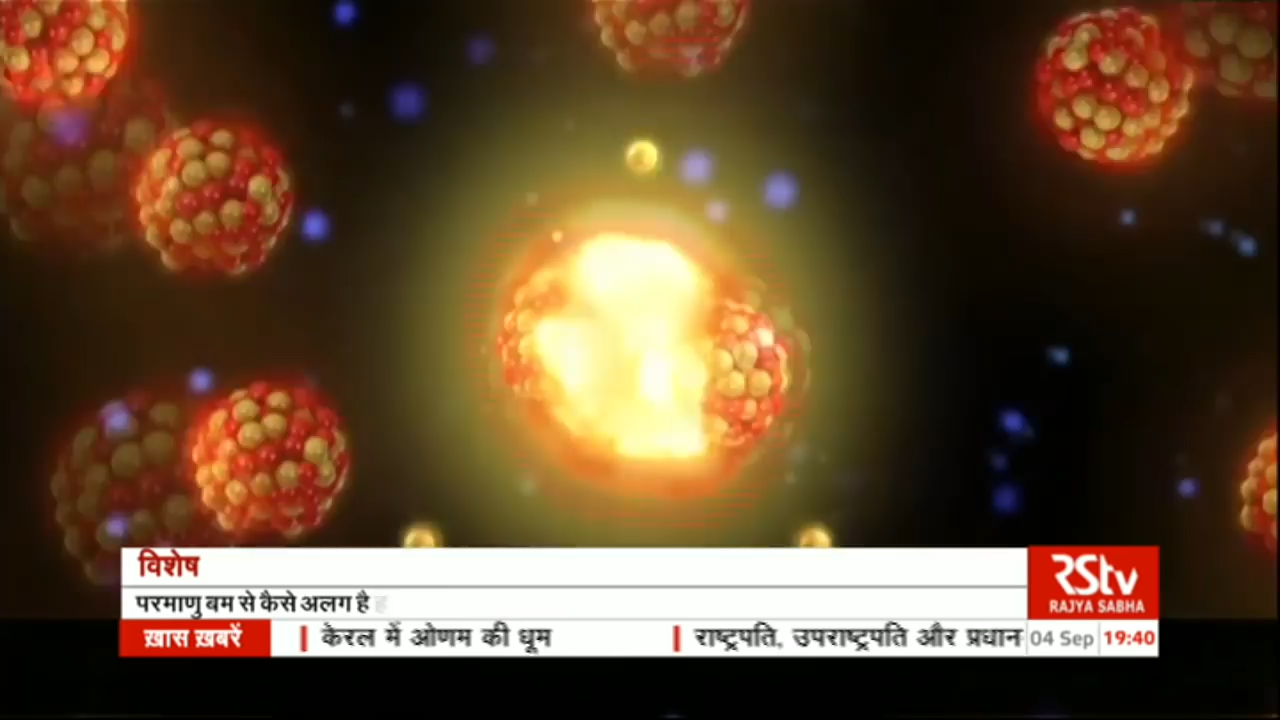 विशेष
परमाणु बम से कैसे अलग है
RSTV
RAJYA SABHA
ख़ास ख़बरें
केरल में ओणम की धूम
राष्ट्रपति, उपराष्ट्रपति और प्रधान
04 Sep 19:40